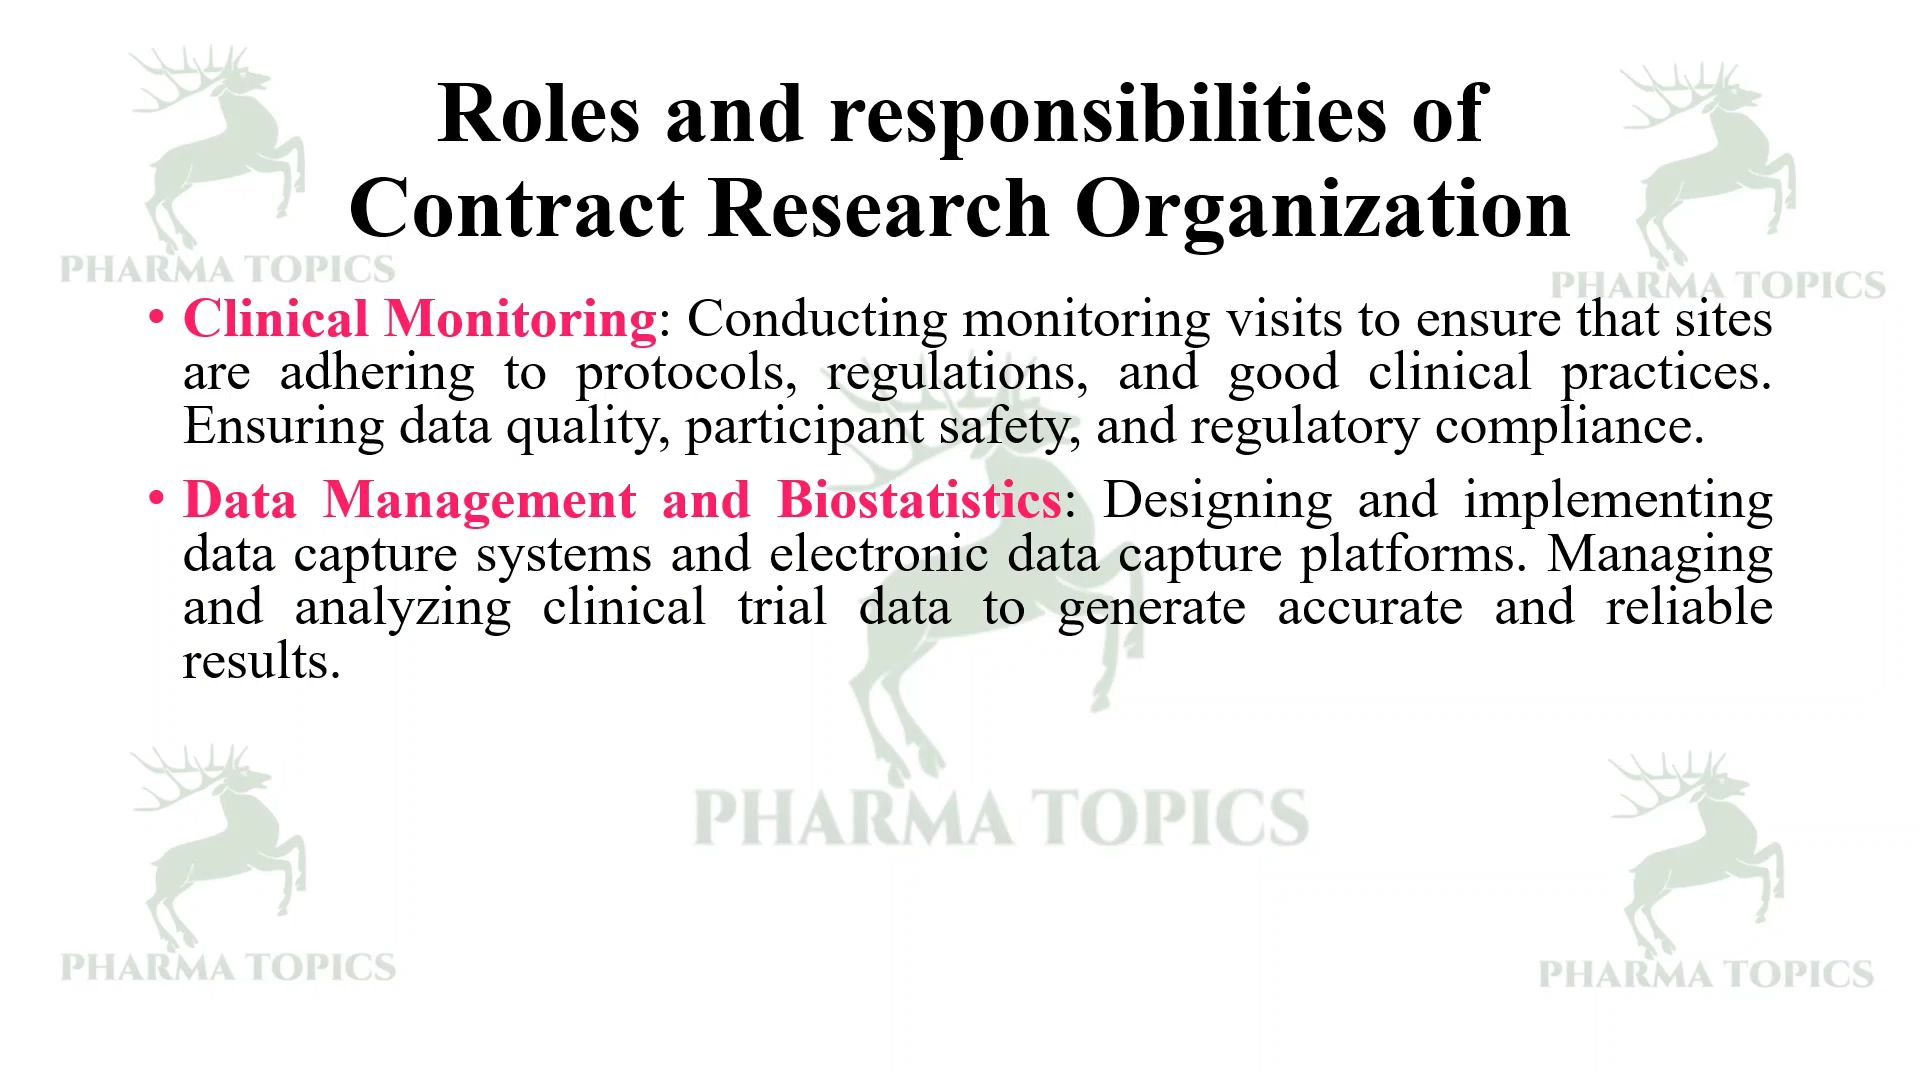 Roles and responsibilities of
Contract Research Organization
PHARMA TOPICS
PHARMA TOPICS
• Clinical Monitoring: Conducting monitoring visits to ensure that sites
are adhering to protocols, regulations, and good clinical practices.
Ensuring data quality, participant safety, and regulatory compliance.
• Data Management and Biostatistics: Designing and implementing
data capture systems and electronic data capture platforms. Managing
and analyzing clinical trial data to generate accurate and reliable
results.
PHARMA TOPICS
PHARMA TOPICS
PHARMA TOPICS